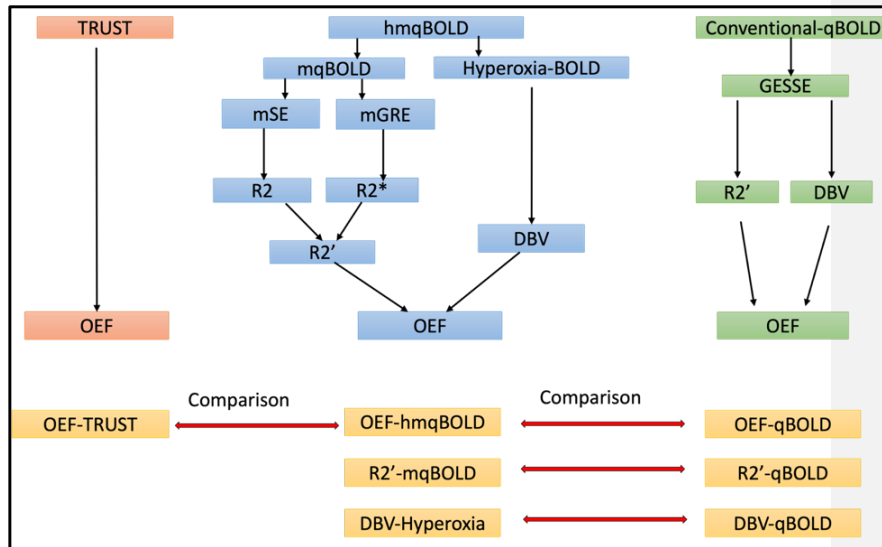 TRUST
hmqBOLD
Conventional-qBOLD
mqBOLD
Hyperoxia-BOLD
GESSE
mSE
mGRE
R2
R2*
R2’
DBV
R2’
DBV
OEF
OEF
OEF
Comparison
Comparison
OEF-TRUST
OEF-hmqBOLD
OEF-qBOLD
R2’-mqBOLD
R2’-qBOLD
DBV-Hyperoxia
DBV-qBOLD